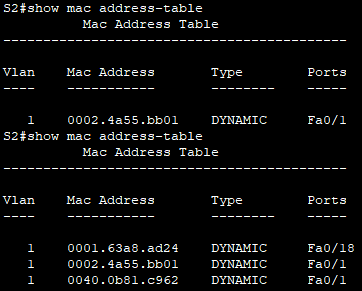 S2#show mac address-table
Mac Address Table
-------------------------------------------
Vlan Mac Address Type Ports
---- ----------- -------- -----
1 0002.4a55.bb01 DYNAMIC Fa0/1
S2#show mac address-table
Mac Address Table
-------------------------------------------
Vlan Mac Address Type Ports
---- ----------- -------- -----
1 0001.63a8.ad24 DYNAMIC Fa0/18
1 0002.4a55.bb01 DYNAMIC Fa0/1
1 0040.0b81.c962 DYNAMIC Fa0/1